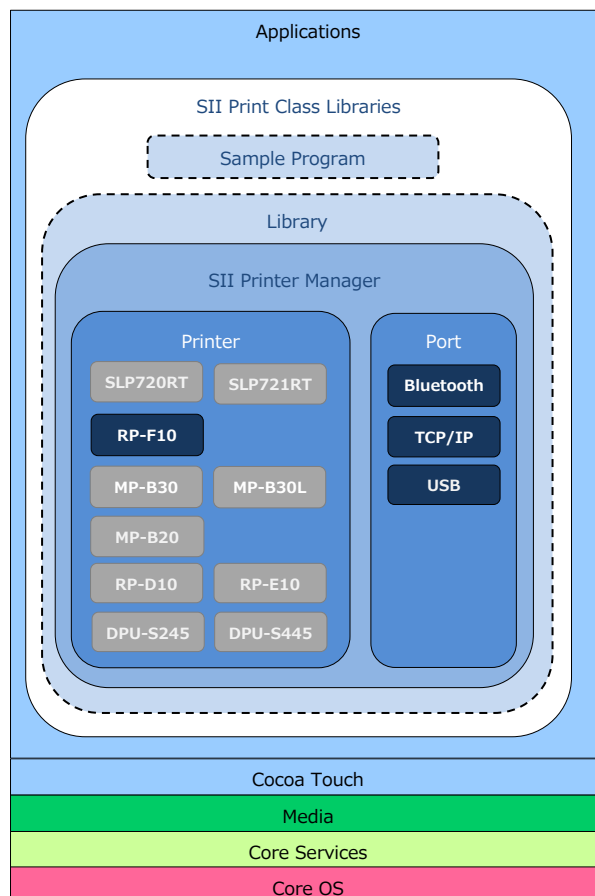 Applications
SII Print Class Libraries
Sample Program
Library
SII Printer Manager
Printer
SLP720RT SLP721RT
RP-F10
MP-B30 MP-B30L
MP-B20
RP-D10 RP-E10
DPU-S245 DPU-S445
Port
Bluetooth
TCP/IP
USB
Cocoa Touch
Media
Core Services
Core OS